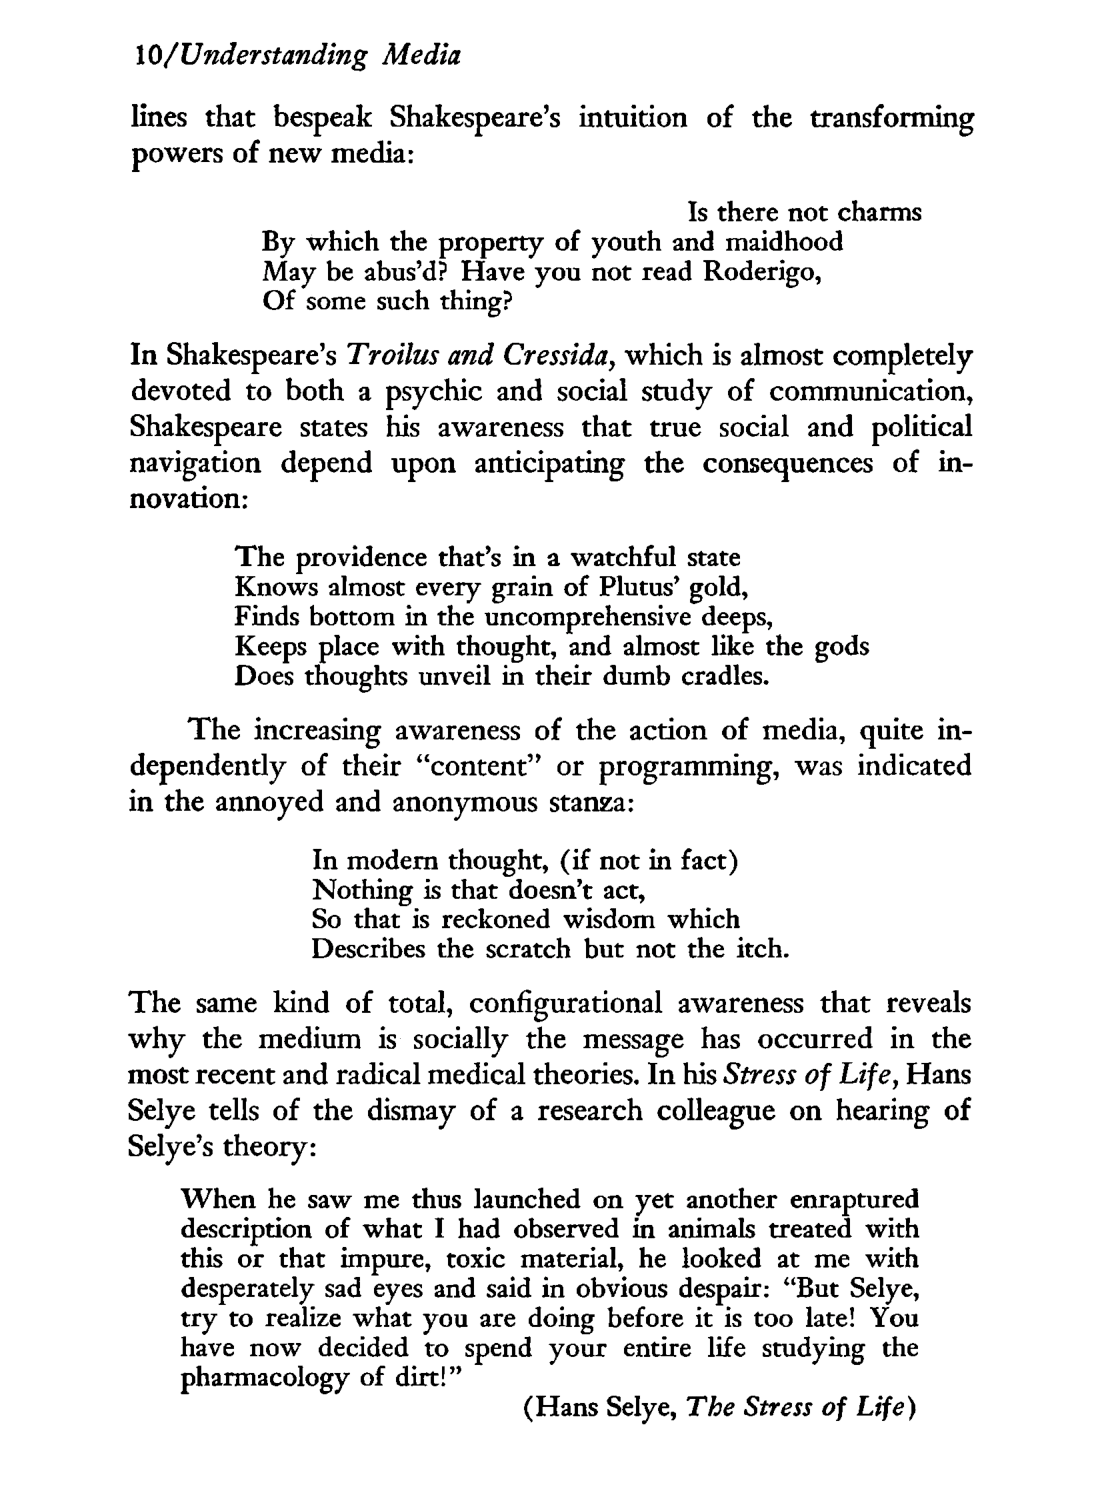 10/Understanding Media
lines that bespeak Shakespeare's intuition of the transforming
powers of new media:
Is there not charms
By which the property of youth and maidhood
May be abus'd? Have you not read Roderigo,
Of some such thing?
In Shakespeare's Troilus and Cressida, which is almost completely
devoted to both a psychic and social study of communication,
Shakespeare states his awareness that true social and political
navigation depend upon anticipating the consequences of in-
novation:
The providence that's in a watchful state
Knows almost every grain of Plutus' gold,
Finds bottom in the uncomprehensive deeps,
Keeps place with thought, and almost like the gods
Does thoughts unveil in their dumb cradles.
The increasing awareness of the action of media, quite in-
dependently of their “content” or programming, was indicated
in the annoyed and anonymous stanza:
In modern thought, (if not in fact)
Nothing is that doesn't act,
So that is reckoned wisdom which
Describes the scratch but not the itch.
The same kind of total, configurational awareness that reveals
why the medium is socially the message has occurred in the
most recent and radical medical theories. In his Stress of Life, Hans
Selye tells of the dismay of a research colleague on hearing of
Selye's theory:
When he saw me thus launched on yet another enraptured
description of what I had observed in animals treated with
this or that impure, toxic material, he looked at me with
desperately sad eyes and said in obvious despair: “But Selye,
try to realize what you are doing before it is too late! You
have now decided to spend your entire life studying the
pharmacology of dirt!”
(Hans Selye, The Stress of Life)